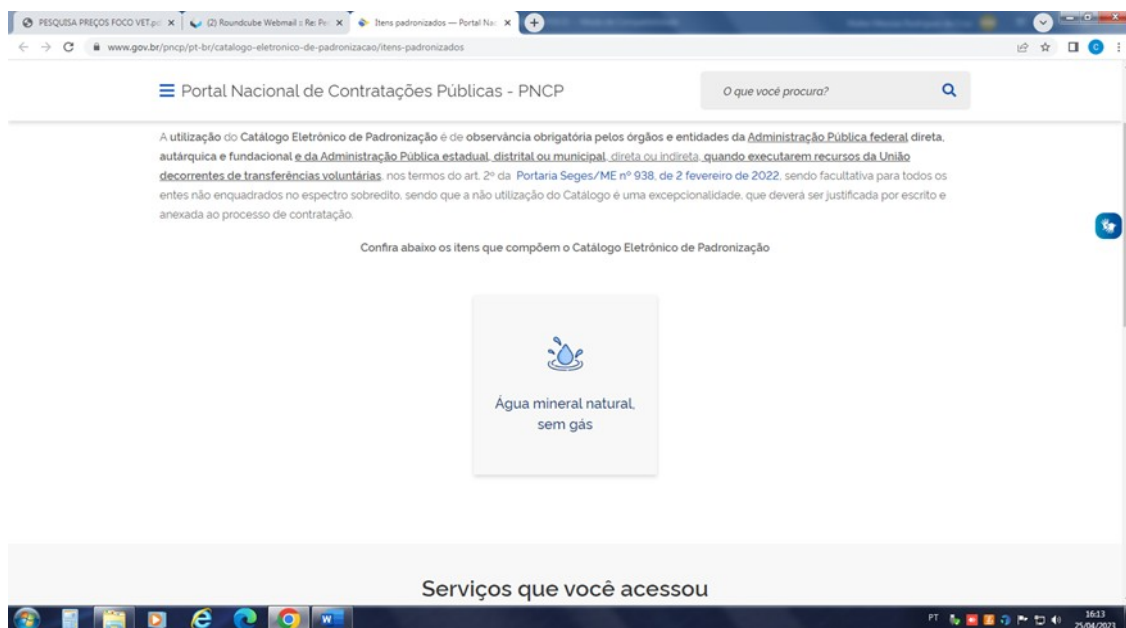 PESQUISA PREÇOS FOCO VET.pd
(2) Roundcube Webmail :: Re: Pe
Itens padronizados — Portal Nac
www.gov.br/pncp/pt-br/catalogo-eletronico-de-padronizacao/itens-padronizados
C
Portal Nacional de Contratações Públicas - PNCP
O que você procura?
A utilização do Catálogo Eletrônico de Padronização é de observância obrigatória pelos órgãos e entidades da Administração Pública federal direta,
autárquica e fundacional e da Administração Pública estadual, distrital ou municipal, direta ou indireta, quando executarem recursos da União
decorrentes de transferências voluntárias, nos termos do art. 2º da Portaria Seges/ME nº 938, de 2 fevereiro de 2022, sendo facultativa para todos os
entes não enquadrados no espectro sobredito, sendo que a não utilização do Catálogo é uma excepcionalidade, que deverá ser justificada por escrito e
anexada ao processo de contratação.
Confira abaixo os itens que compõem o Catálogo Eletrônico de Padronização
Água mineral natural,
sem gás
Serviços que você acessou
W
PT
16:13
25/04/2023